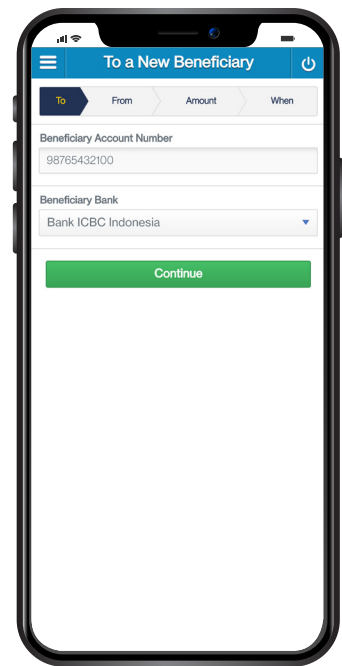 To a New Beneficiary
To From Amount When
Beneficiary Account Number
98765432100
Beneficiary Bank
Bank ICBC Indonesia
Continue